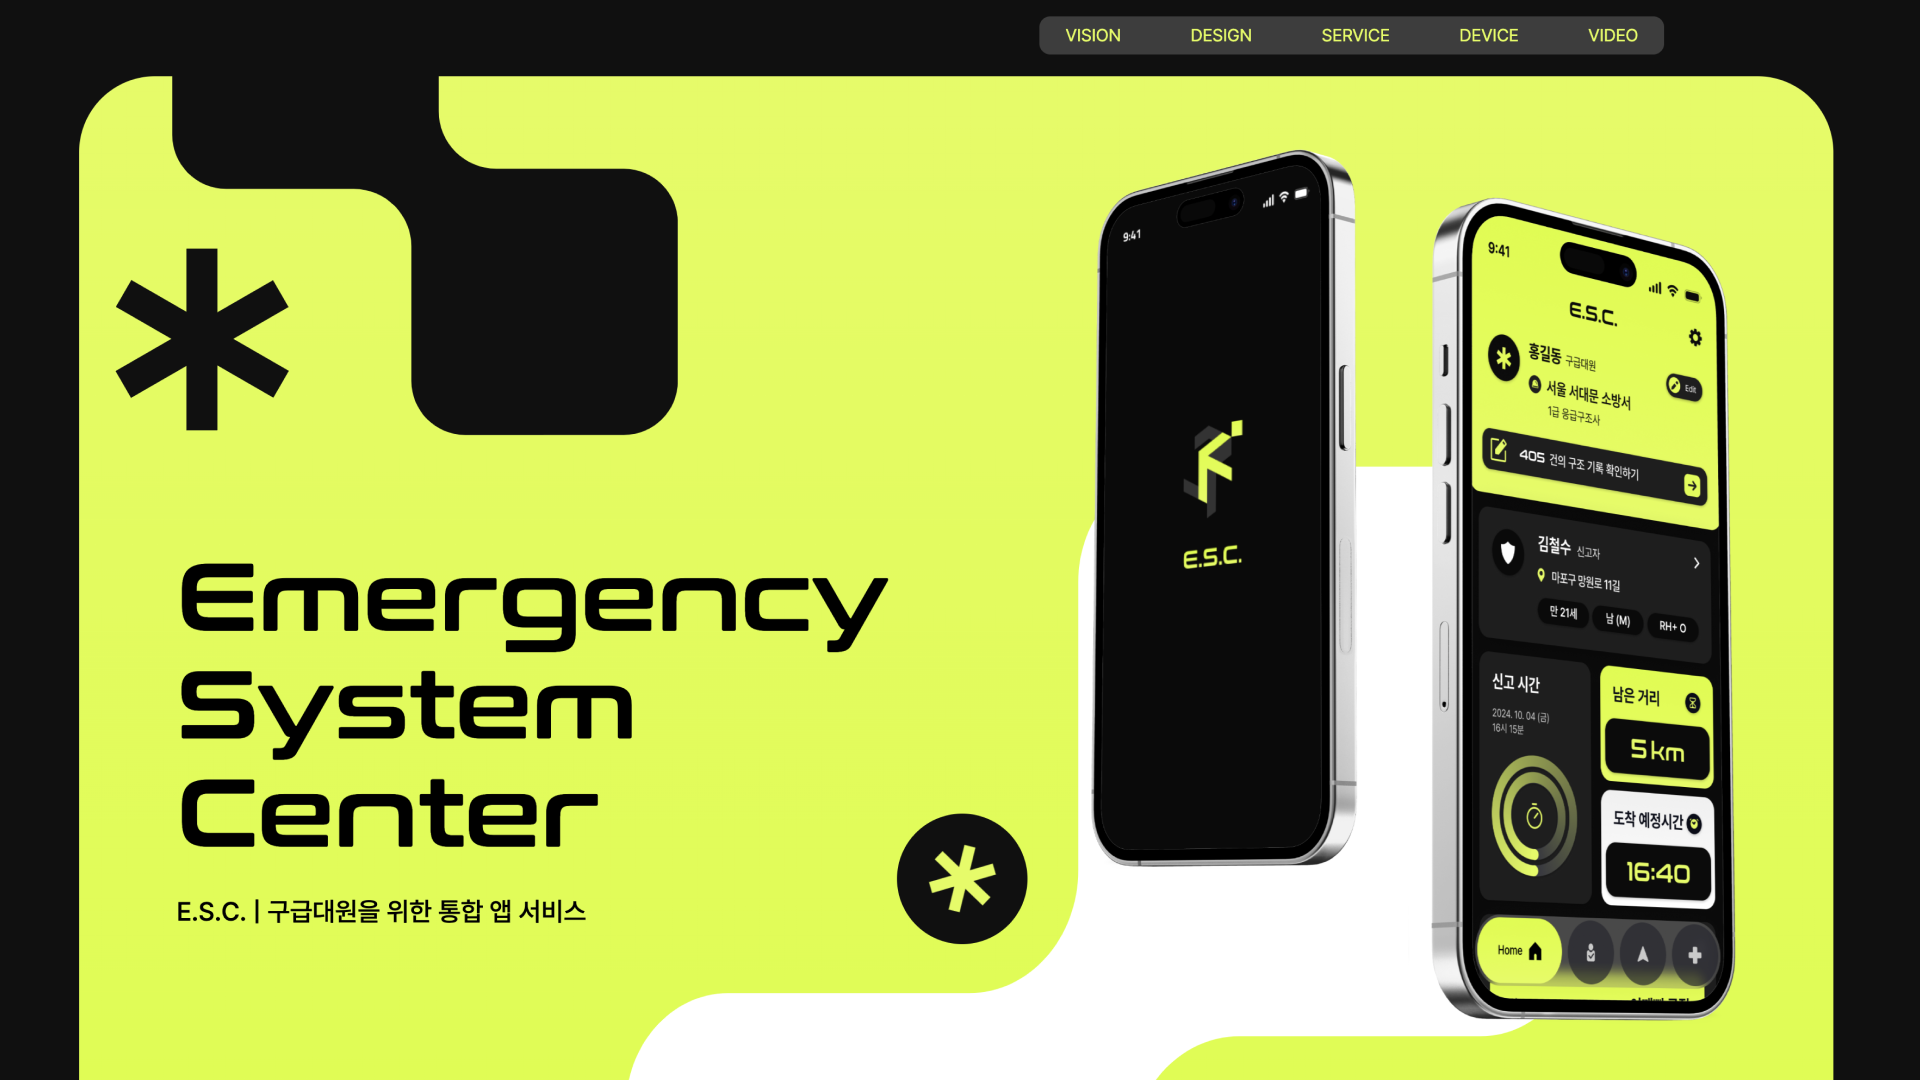 VISION DESIGN SERVICE DEVICE VIDEO
Emergency
System
Center
E.S.C. | 구급대원을 위한 통합 앱 서비스
9:41
E.S.C.
9:41
E.S.C.
홍길동 구급대원
서울 서대문 소방서
1급 응급구조사
Edit
405 건의 구조 기록 확인하기
김철수 신고자
마포구 망원로 11길
만 21세 남 (M) RH+ O
신고 시간
2024. 10. 04 (금)
16시 15분
남은 거리
5 km
도착 예정시간
16:40
Home